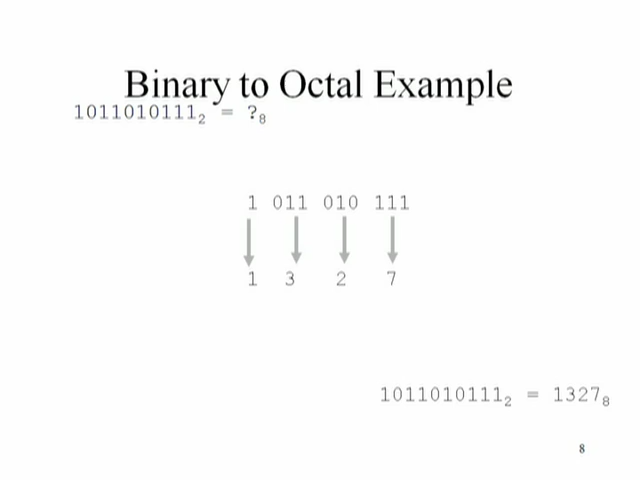 Binary to Octal Example
1011010111₂ = ?₈
1 011 010 111
1 3 2 7
1011010111₂ = 1327₈
8